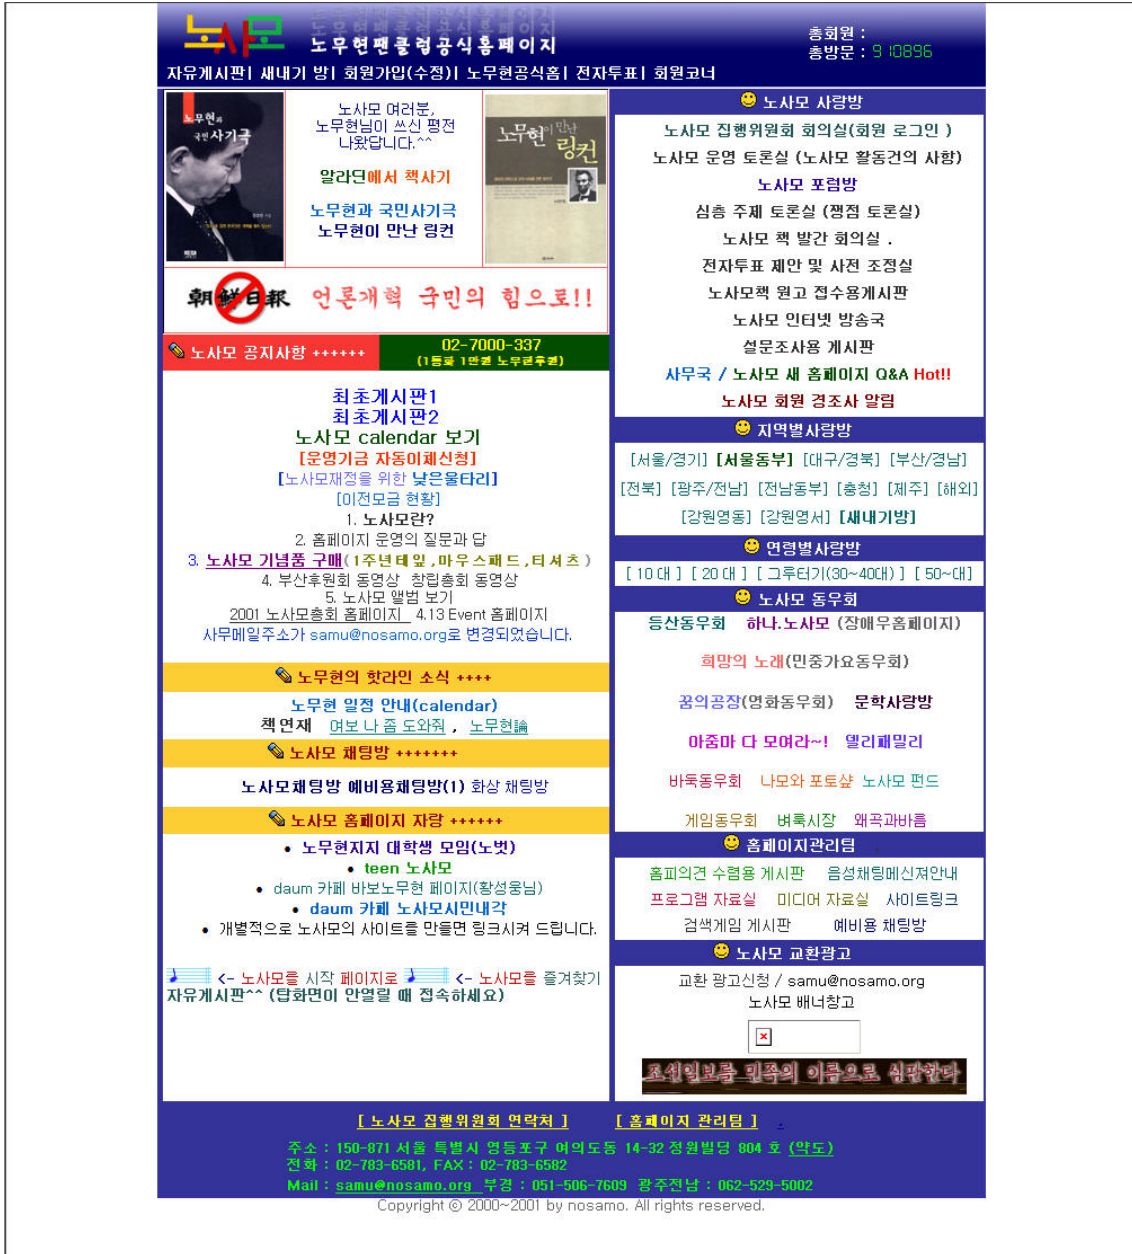 노사모
노무현팬클럽공식홈페이지
총회원 :
총방문 : 910896
자유게시판| 새내기 방| 회원가입(수정)| 노무현공식홈| 전자투표| 회원코너
노무현과
국민사기극
노사모 여러분,
노무현님이 쓰신 평전
나왔답니다.^^
알라딘에서 책사기
노무현과 국민사기극
노무현이 만난 링컨
노무현이 만난
링컨
朝鮮日報 언론개혁 국민의 힘으로!!
노사모 공지사항 ++++++
02-7000-337
(1통화 1만원 노무현후원)
최초게시판1
최초게시판2
노사모 calendar 보기
[운영기금 자동이체신청]
[노사모재정을 위한 낮은울타리]
[이전모금 현황]
1. 노사모란?
2. 홈페이지 운영의 질문과 답
3. 노사모 기념품 구매(1주년테잎,마우스패드,티셔츠)
4. 부산후원회 동영상 창립총회 동영상
5. 노사모 앨범 보기
2001 노사모총회 홈페이지 4.13 Event 홈페이지
사무메일주소가 samu@nosamo.org로 변경되었습니다.
노무현의 핫라인 소식 ++++
노무현 일정 안내(calendar)
책연재 여보 나 좀 도와줘 , 노무현論
노사모 채팅방 +++++++
노사모채팅방 예비용채팅방(1) 화상 채팅방
노사모 홈페이지 자랑 ++++++
• 노무현지지 대학생 모임(노벗)
• teen 노사모
• daum 카페 바보노무현 페이지(황성웅님)
• daum 카페 노사모시민내각
• 개별적으로 노사모의 사이트를 만들면 링크시켜 드립니다.
<- 노사모를 시작 페이지로 <- 노사모를 즐겨찾기
자유게시판^^ (탑화면이 안열릴 때 접속하세요)
노사모 사랑방
노사모 집행위원회 회의실(회원 로그인 )
노사모 운영 토론실 (노사모 활동건의 사항)
노사모 포럼방
심층 주제 토론실 (쟁점 토론실)
노사모 책 발간 회의실 .
전자투표 제안 및 사전 조정실
노사모책 원고 접수용게시판
노사모 인터넷 방송국
설문조사용 게시판
사무국 / 노사모 새 홈페이지 Q&A Hot!!
노사모 회원 경조사 알림
지역별사랑방
[서울/경기] [서울동부] [대구/경북] [부산/경남]
[전북] [광주/전남] [전남동부] [충청] [제주] [해외]
[강원영동] [강원영서] [새내기방]
연령별사랑방
[ 10대 ] [ 20대 ] [ 그루터기(30~40대) ] [ 50~대]
노사모 동우회
등산동우회 하나.노사모 (장애우홈페이지)
희망의 노래(민중가요동우회)
꿈의공장(영화동우회) 문학사랑방
아줌마 다 모여라~! 델리패밀리
바둑동우회 나모와 포토샾 노사모 펀드
게임동우회 벼룩시장 왜곡과바름
홈페이지관리팀
홈피의견 수렴용 게시판 음성채팅메신져안내
프로그램 자료실 미디어 자료실 사이트링크
검색게임 게시판 예비용 채팅방
노사모 교환광고
교환 광고신청 / samu@nosamo.org
노사모 배너창고
조선일보를 민족의 이름으로 심판한다
[ 노사모 집행위원회 연락처 ] [ 홈페이지 관리팀 ] .
주소 : 150-871 서울 특별시 영등포구 여의도동 14-32 정원빌딩 804 호 (약도)
전화 : 02-783-6581, FAX : 02-783-6582
Mail : samu@nosamo.org 부경 : 051-506-7609 광주전남 : 062-529-5002
Copyright ⓒ 2000~2001 by nosamo. All rights reserved.